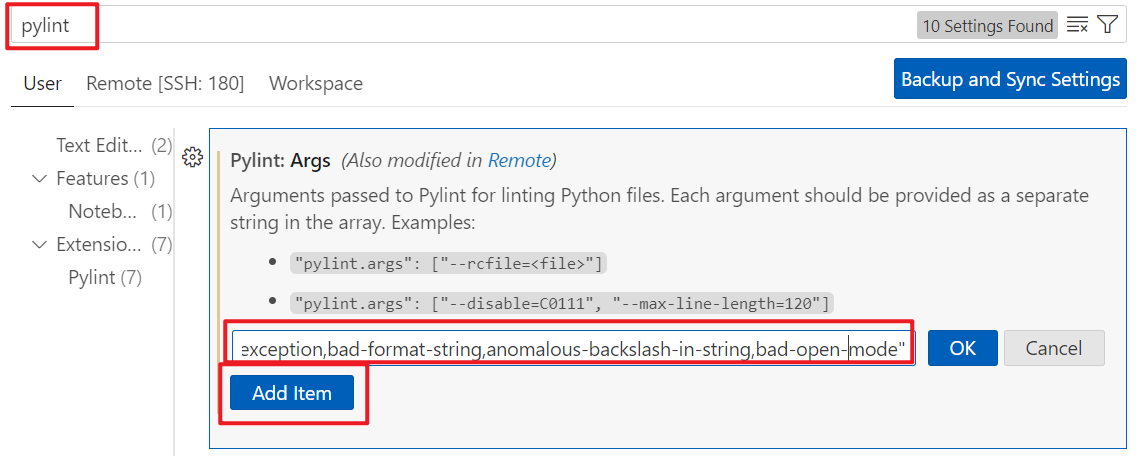 pylint
10 Settings Found
User Remote [SSH: 180] Workspace
Backup and Sync Settings
Text Edit... (2)
Features (1)
Noteb... (1)
Extensio... (7)
Pylint (7)
Pylint: Args (Also modified in Remote)
Arguments passed to Pylint for linting Python files. Each argument should be provided as a separate
string in the array. Examples:
"pylint.args": ["--rcfile=<file>"]
"pylint.args": ["--disable=C0111", "--max-line-length=120"]
exception,bad-format-string,anomalous-backslash-in-string,bad-open-mode"
OK
Cancel
Add Item